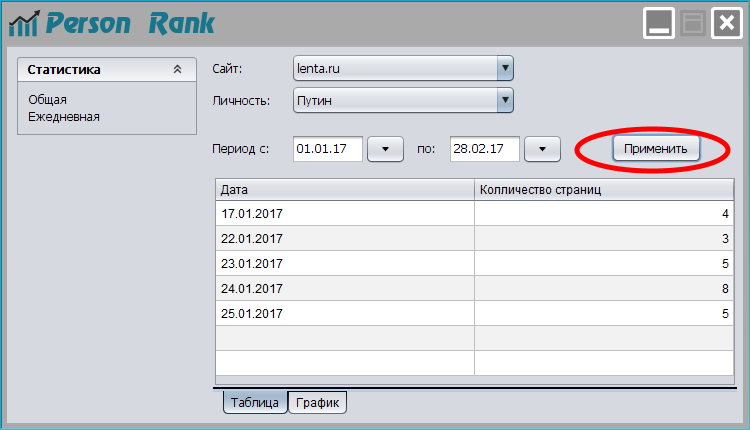 Person Rank
Статистика
Общая
Ежедневная
Сайт: lenta.ru
Личность: Путин
Период с: 01.01.17 по: 28.02.17 Применить
Дата Колличество страниц
17.01.2017 4
22.01.2017 3
23.01.2017 5
24.01.2017 8
25.01.2017 5
Таблица График